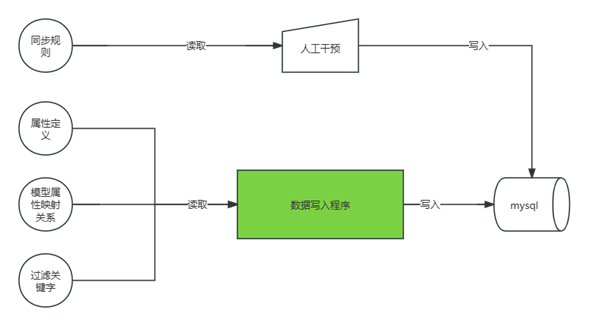 同步规
则
读取
人工干预
写入
属性定
义
模型属
性映射
关系
读取
数据写入程序
写入
mysql
过滤关
键字